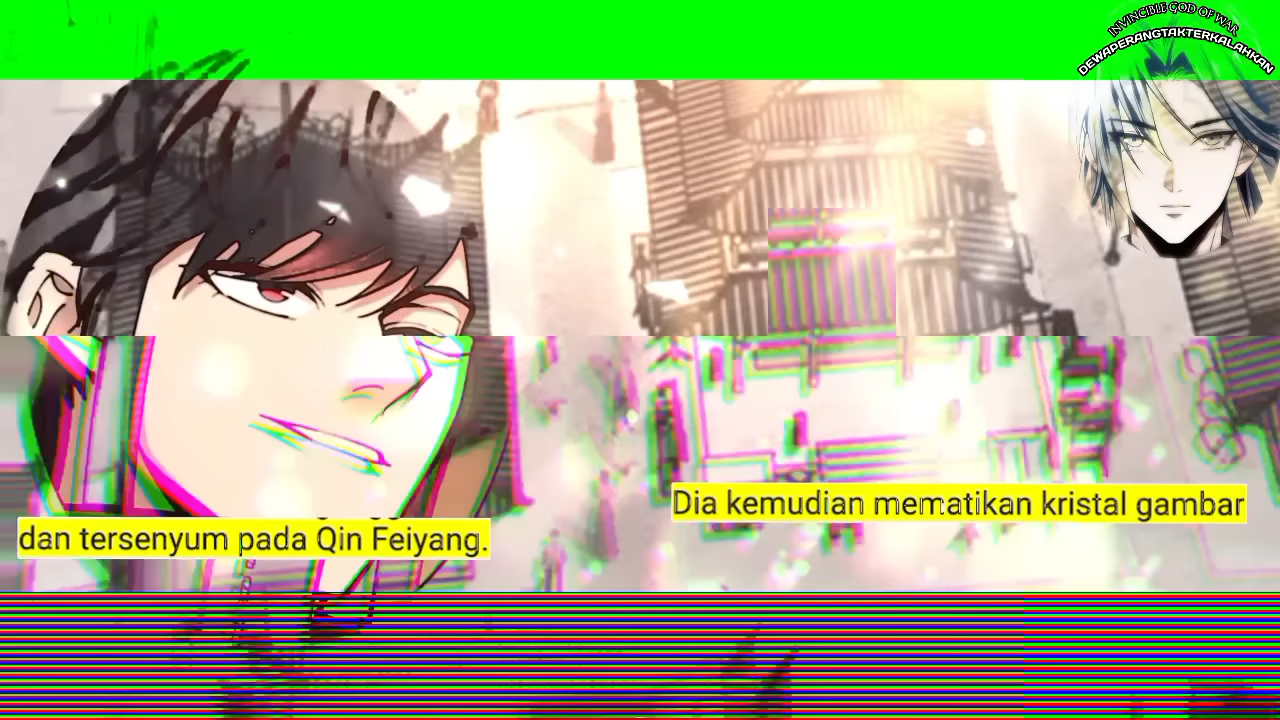 INVINCIBLE GOD OF WAR
DEWAPERANGTAKTERKALAHKAN
Dia kemudian mematikan kristal gambar
dan tersenyum pada Qin Feiyang.